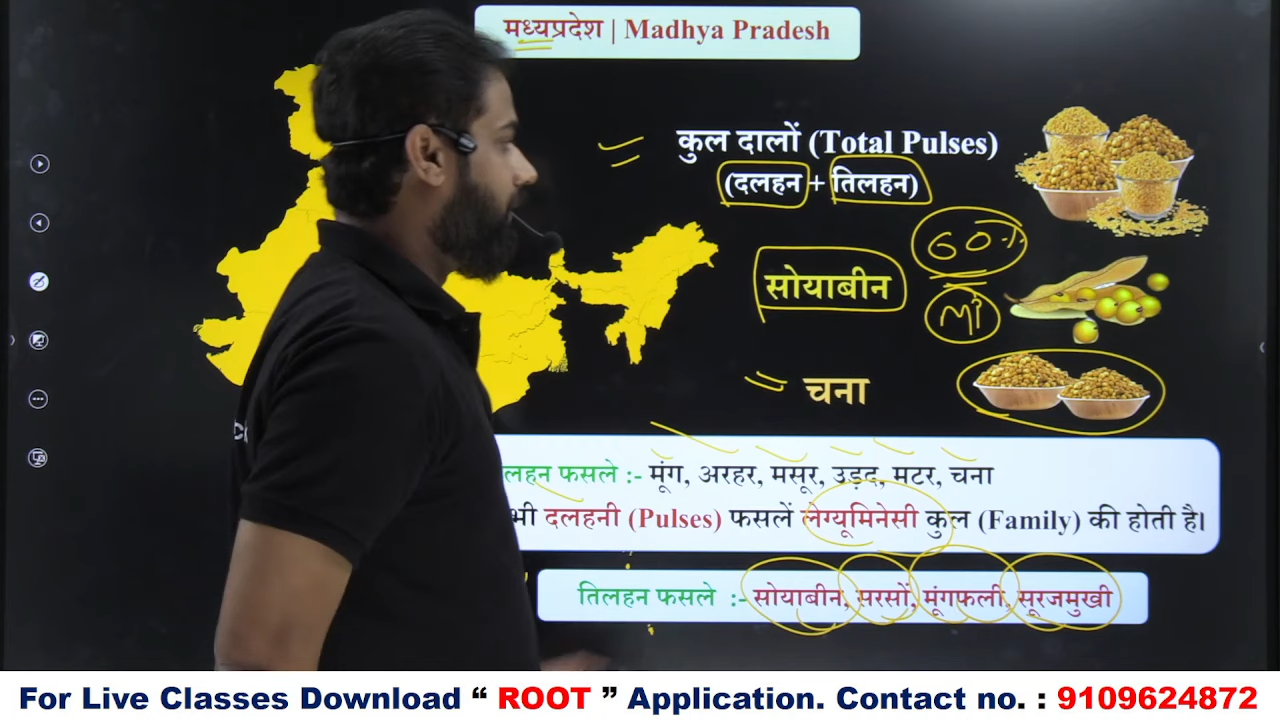 मध्यप्रदेश | Madhya Pradesh
कुल दालों (Total Pulses)
(दलहन + तिलहन)
60%
सोयाबीन
MP
चना
लहन फसले :- मूंग, अरहर, मसूर, उड़द, मटर, चना
भी दलहनी (Pulses) फसलें लेग्यूमिनेसी कुल (Family) की होती है।
तिलहन फसले :- सोयाबीन, सरसों, मूंगफली, सूरजमुखी
For Live Classes Download “ ROOT ” Application. Contact no. : 9109624872